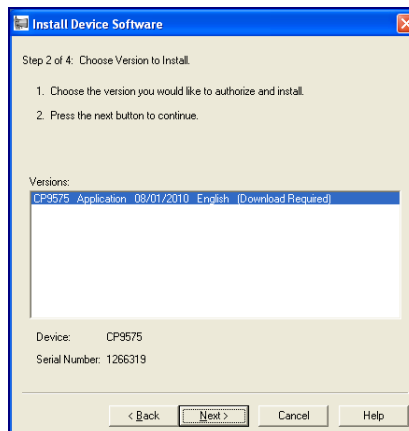 Install Device Software
Step 2 of 4: Choose Version to Install.
1. Choose the version you would like to authorize and install.
2. Press the next button to continue.
Versions:
CP9575 Application 08/01/2010 English (Download Required)
Device: CP9575
Serial Number: 1266319
< Back Next > Cancel Help